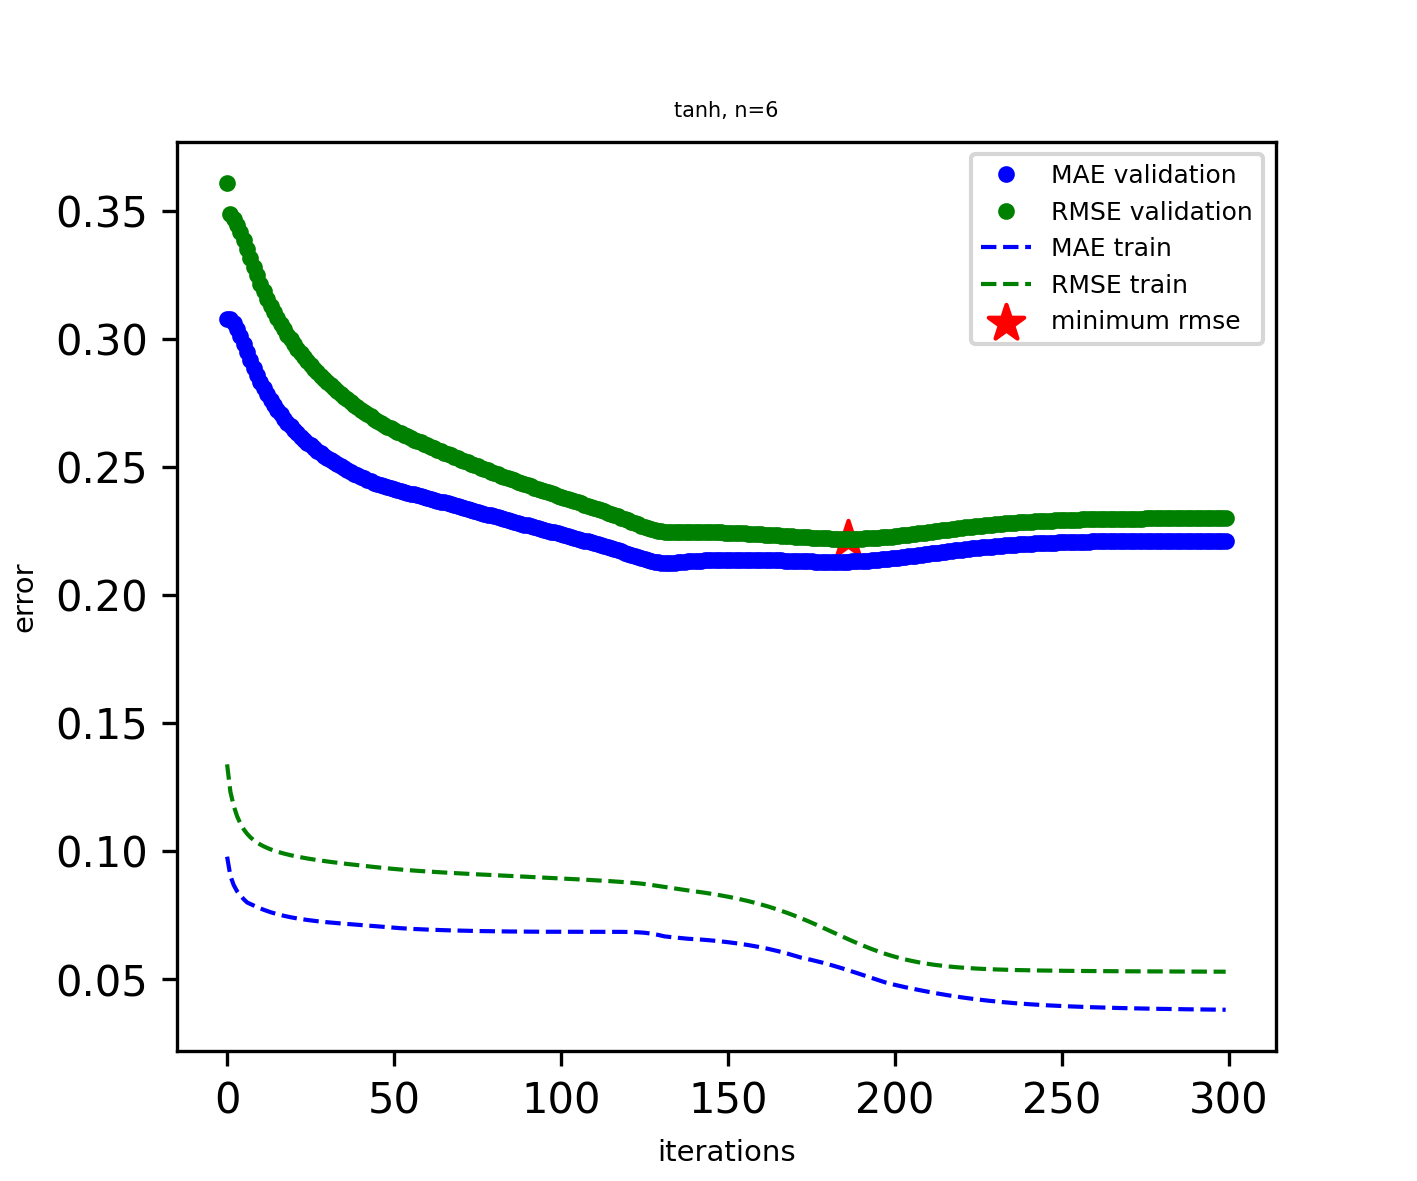 tanh, n=6
MAE validation
RMSE validation
MAE train
RMSE train
minimum rmse
error
0.35
0.30
0.25
0.20
0.15
0.10
0.05
0 50 100 150 200 250 300
iterations